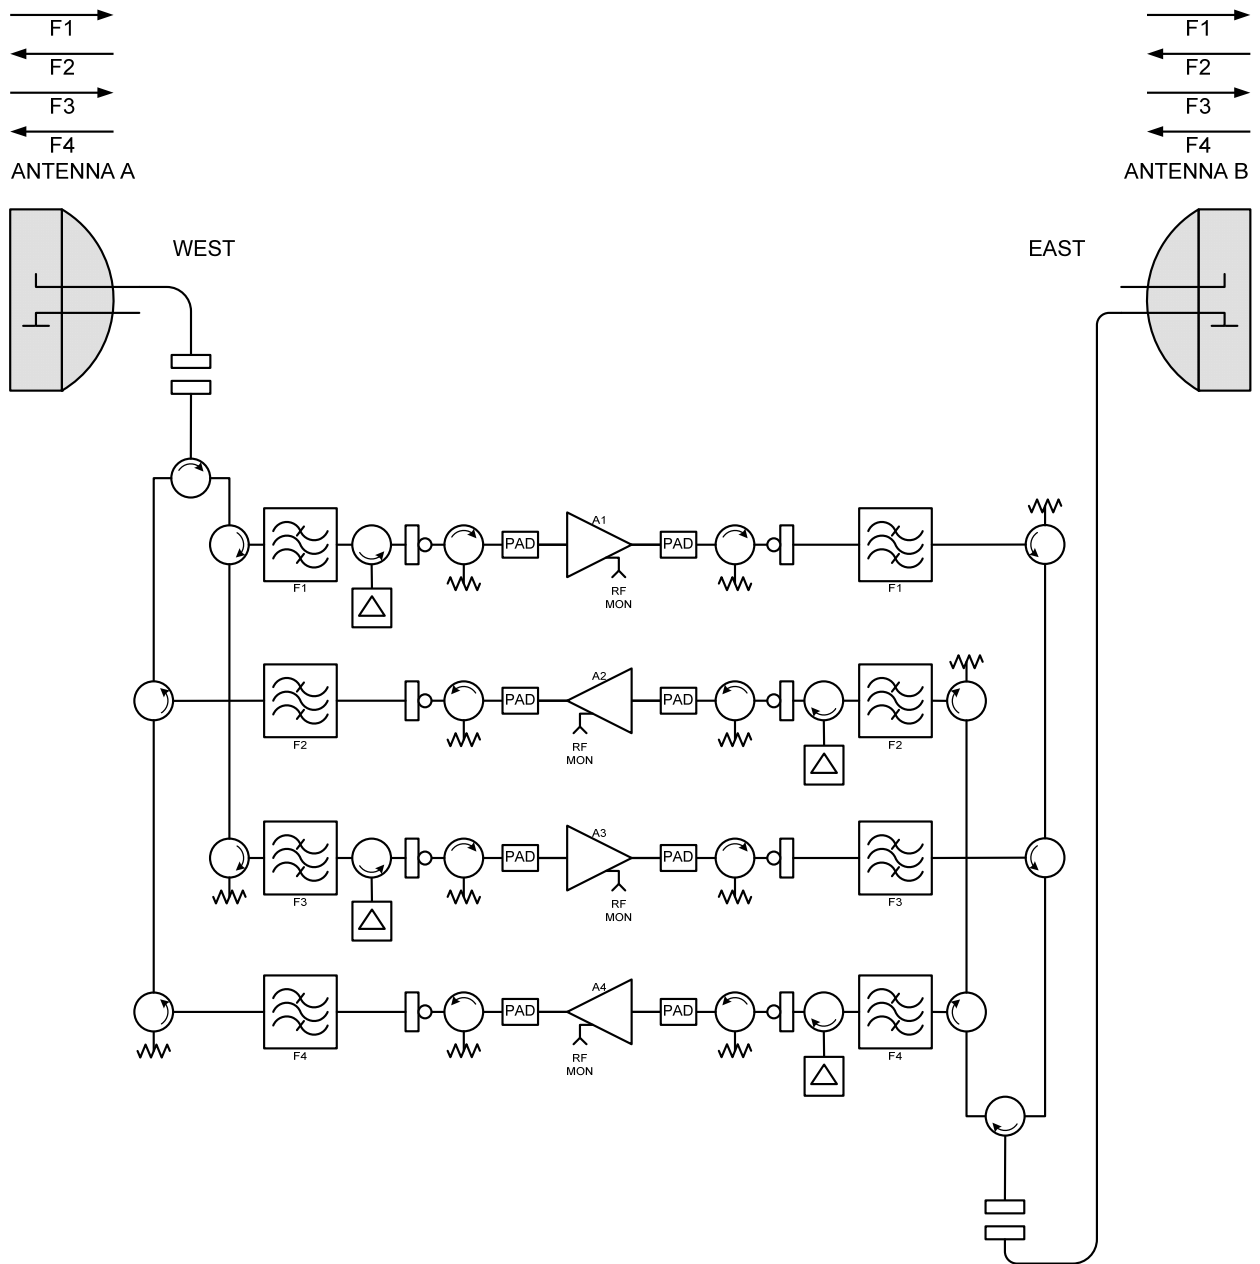 F1
F2
F3
F4
ANTENNA A
F1
F2
F3
F4
ANTENNA B
WEST
EAST
F1
PAD
A1
RF
MON
PAD
F1
F2
PAD
A2
RF
MON
PAD
F2
F3
PAD
A3
RF
MON
PAD
F3
F4
PAD
A4
RF
MON
PAD
F4